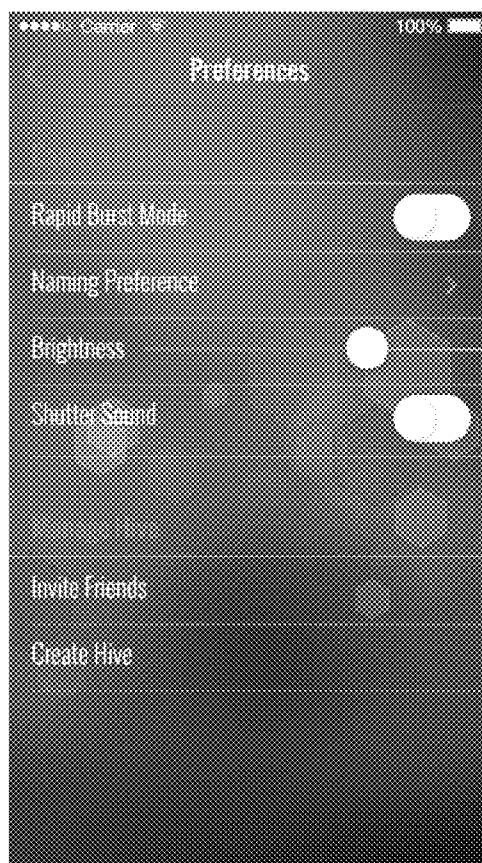 Carrier 100%
Preferences
Rapid Burst Mode
Naming Preference
Brightness
Shutter Sound
Invite Friends
Create Hive